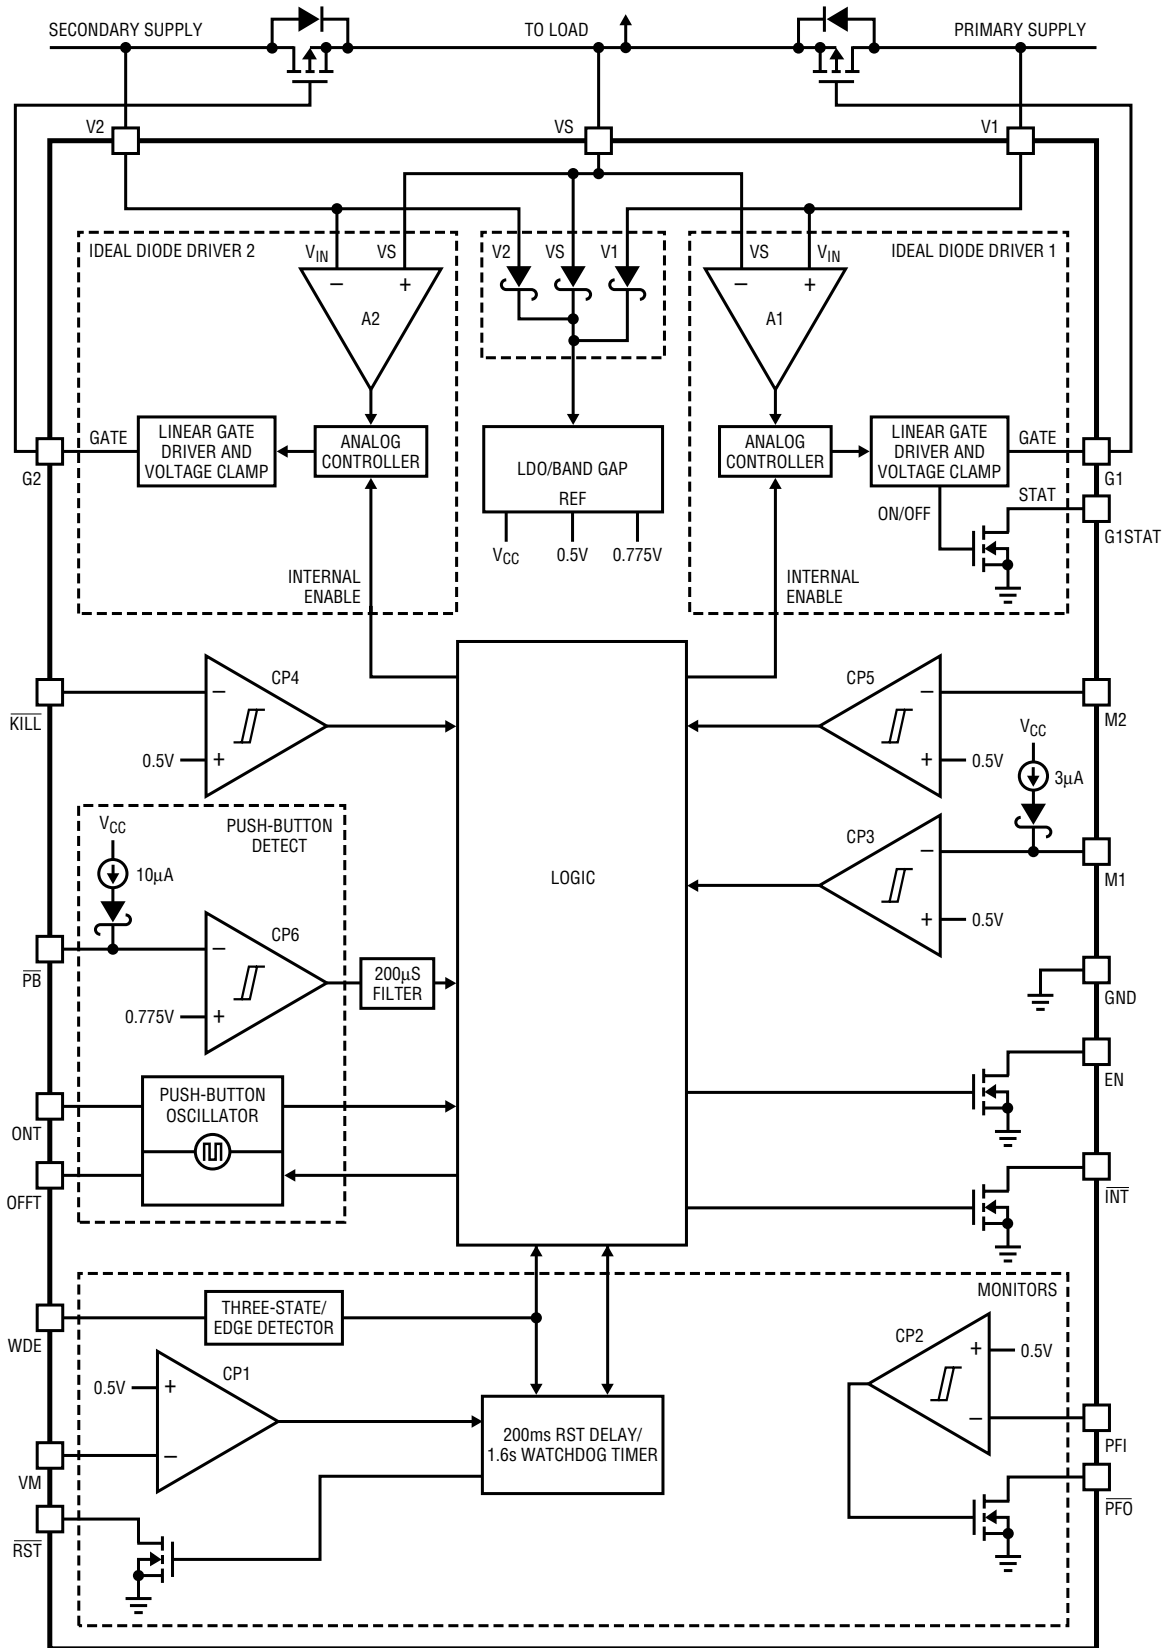 SECONDARY SUPPLY
TO LOAD
PRIMARY SUPPLY
V2
VS
V1
IDEAL DIODE DRIVER 2
VIN
VS
V2
VS
V1
VS
VIN
IDEAL DIODE DRIVER 1
−
+
A2
−
+
A1
GATE
LINEAR GATE
DRIVER AND
VOLTAGE CLAMP
ANALOG
CONTROLLER
LDO/BAND GAP
REF
ANALOG
CONTROLLER
LINEAR GATE
DRIVER AND
VOLTAGE CLAMP
GATE
G2
G1
STAT
ON/OFF
G1STAT
VCC
0.5V
0.775V
INTERNAL
ENABLE
INTERNAL
ENABLE
CP4
−
+
0.5V
KILL
CP5
−
+
0.5V
M2
VCC
3µA
PUSH-BUTTON
DETECT
VCC
10µA
LOGIC
CP3
−
+
0.5V
M1
CP6
−
+
0.775V
PB
200µS
FILTER
GND
EN
PUSH-BUTTON
OSCILLATOR
ONT
OFFT
INT
MONITORS
WDE
THREE-STATE/
EDGE DETECTOR
CP1
0.5V
+
−
VM
200ms RST DELAY/
1.6s WATCHDOG TIMER
CP2
+
0.5V
−
PFI
RST
PFO